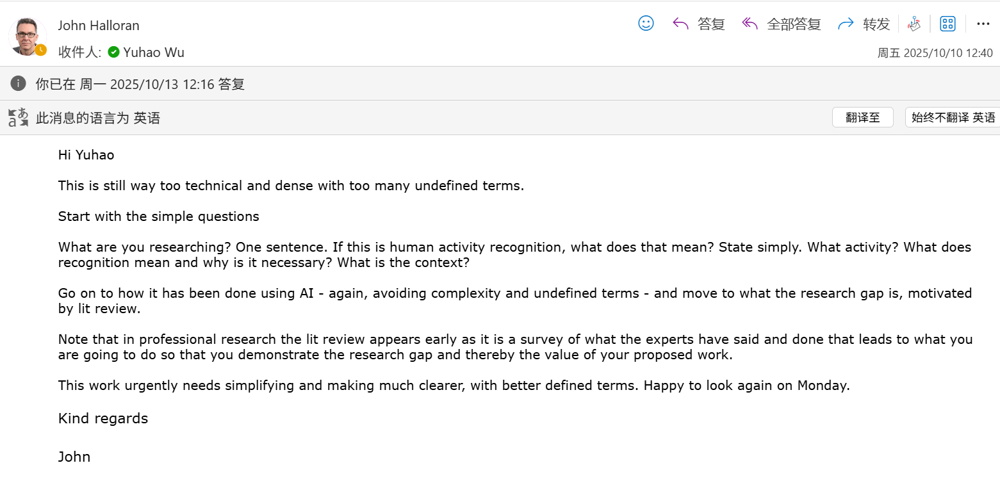 John Halloran
答复
全部答复
转发
收件人: Yuhao Wu
周五 2025/10/10 12:40
你已在 周一 2025/10/13 12:16 答复
此消息的语言为 英语
翻译至
始终不翻译 英语
Hi Yuhao
This is still way too technical and dense with too many undefined terms.
Start with the simple questions
What are you researching? One sentence. If this is human activity recognition, what does that mean? State simply. What activity? What does
recognition mean and why is it necessary? What is the context?
Go on to how it has been done using AI - again, avoiding complexity and undefined terms - and move to what the research gap is, motivated
by lit review.
Note that in professional research the lit review appears early as it is a survey of what the experts have said and done that leads to what you
are going to do so that you demonstrate the research gap and thereby the value of your proposed work.
This work urgently needs simplifying and making much clearer, with better defined terms. Happy to look again on Monday.
Kind regards
John